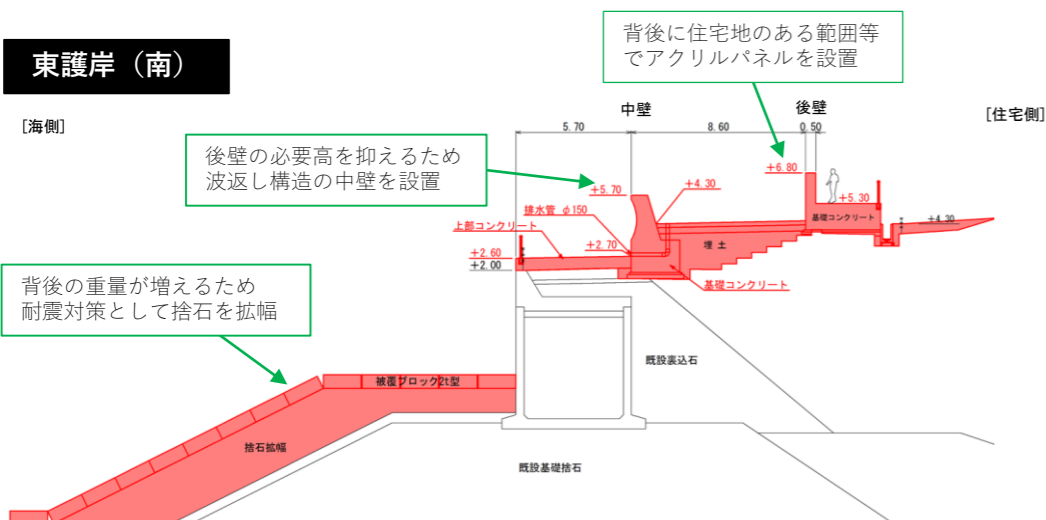 東護岸（南）
背後に住宅地のある範囲等
でアクリルパネルを設置
[海側]
中壁
後壁
[住宅側]
5.70
8.60
0.50
後壁の必要高を抑えるため
波返し構造の中壁を設置
+6.80
+5.70
+4.30
+5.30
排水管 φ150
基礎コンクリート
+4.30
上部コンクリート
+2.70
埋土
+2.60
+2.00
基礎コンクリート
背後の重量が増えるため
耐震対策として捨石を拡幅
既設裏込石
被覆ブロック2t型
捨石拡幅
既設基礎捨石